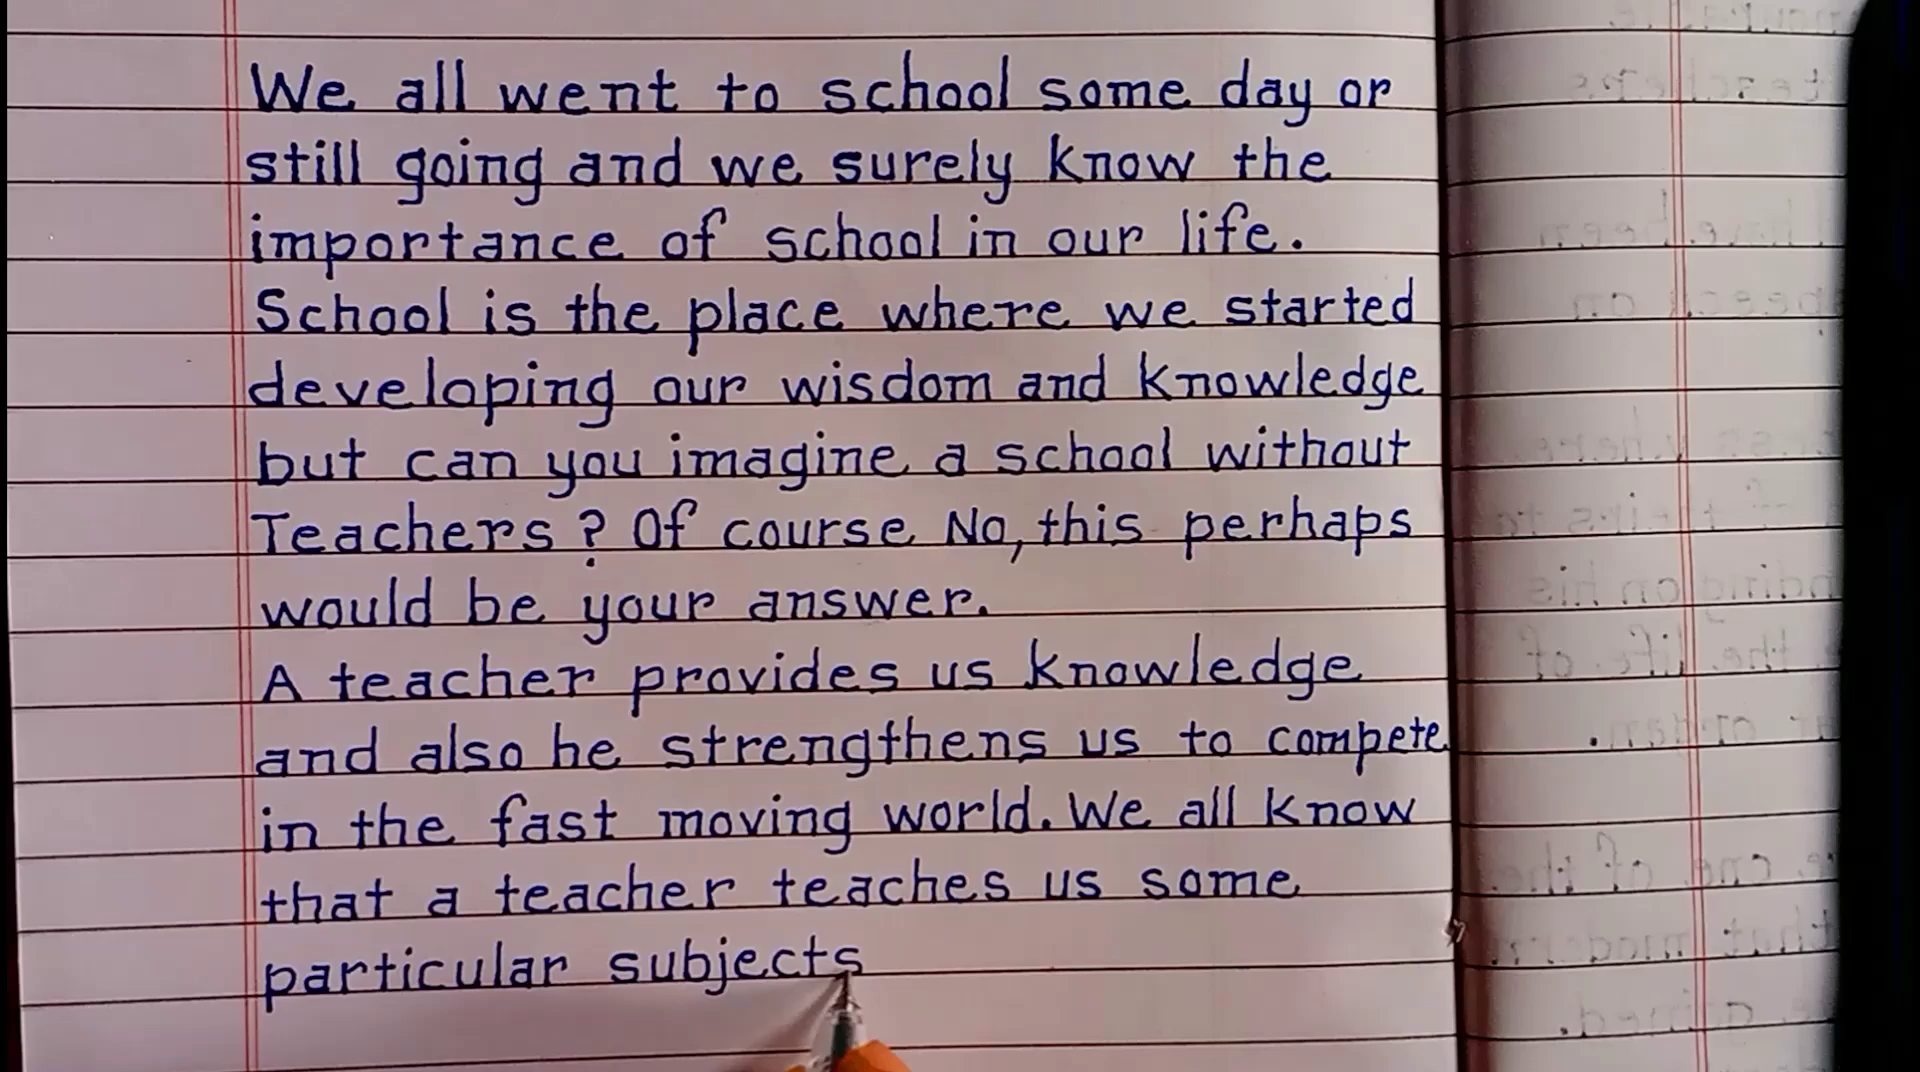 We all went to school some day or
still going and we surely know the
importance of school in our life.
School is the place where we started
developing our wisdom and knowledge
but can you imagine a school without
Teachers? Of course No, this perhaps
would be your answer.
A teacher provides us knowledge
and also he strengthens us to compete
in the fast moving world. We all know
that a teacher teaches us some
particular subjects